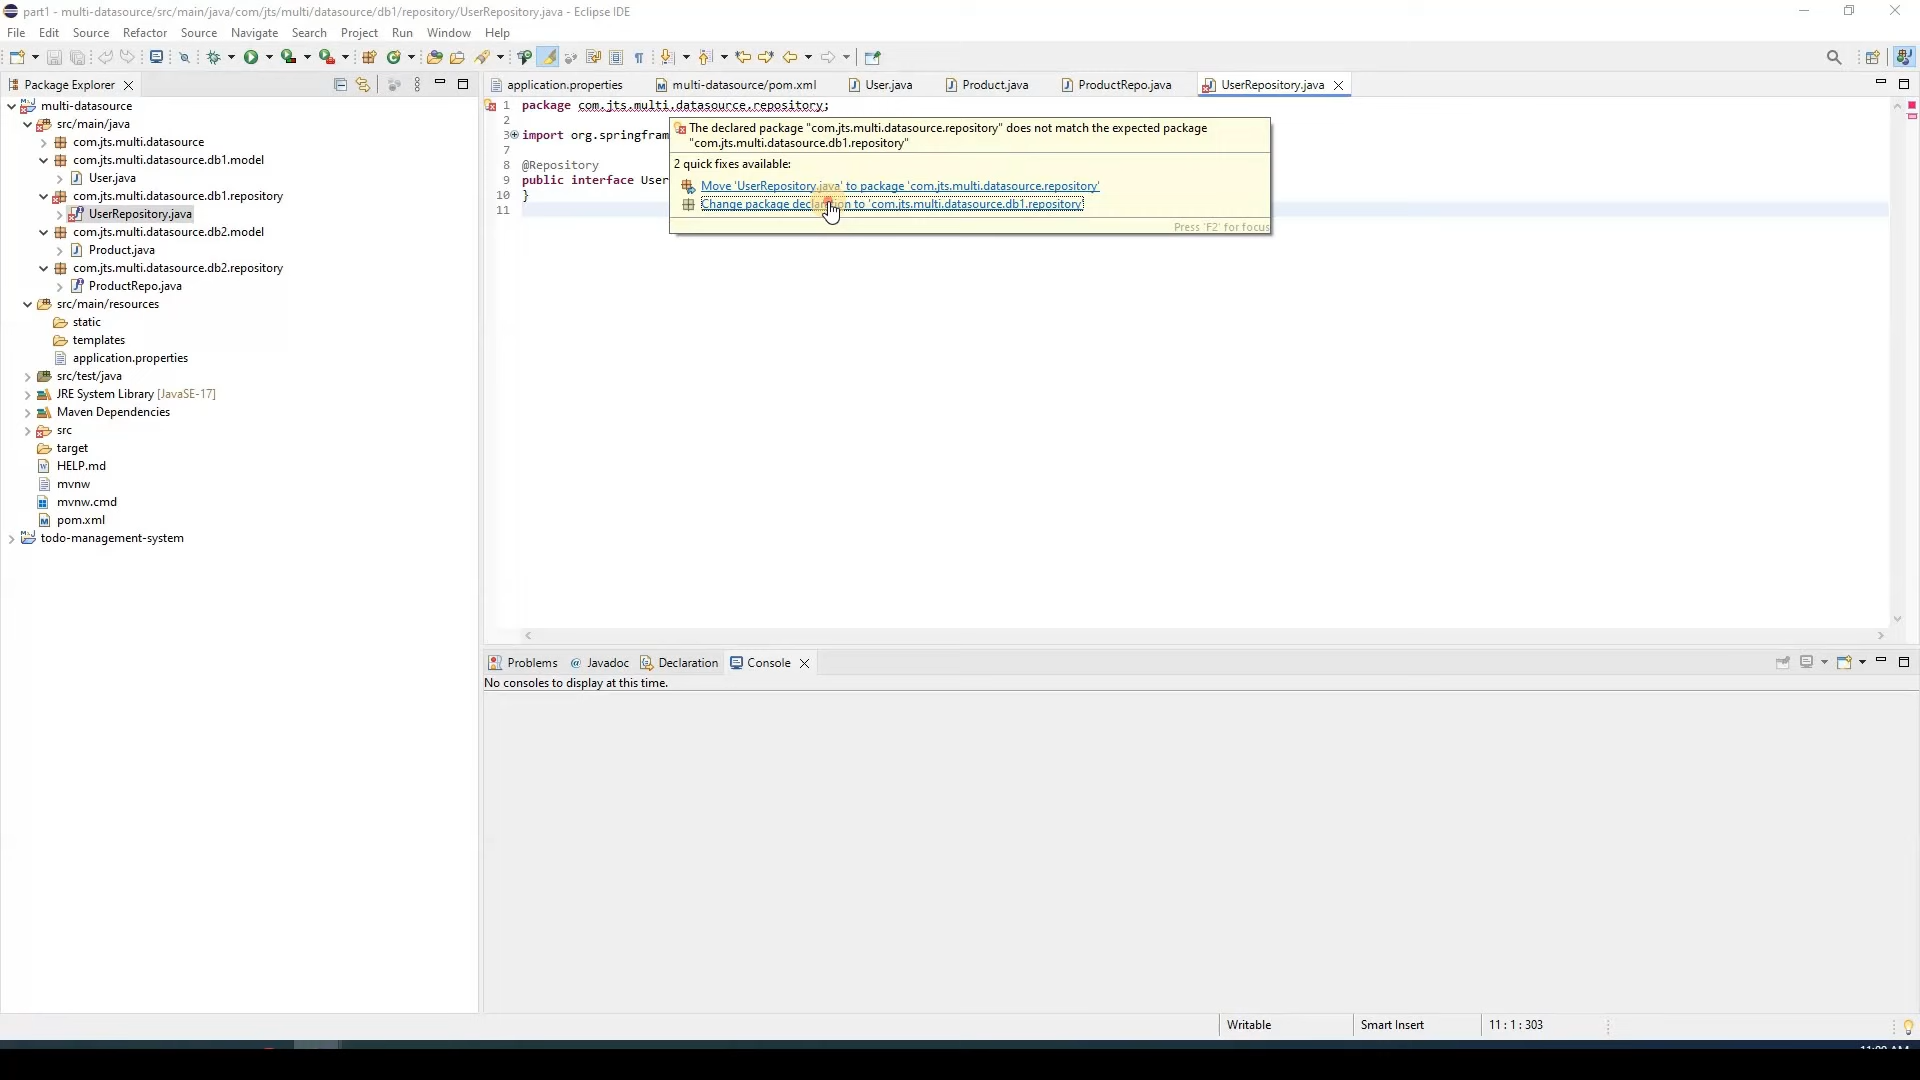 part1 - multi-datasource/src/main/java/com/jts/multi/datasource/db1/repository/UserRepository.java - Eclipse IDE
File Edit Source Refactor Source Navigate Search Project Run Window Help
Package Explorer
multi-datasource
src/main/java
com.jts.multi.datasource
com.jts.multi.datasource.db1.model
User.java
com.jts.multi.datasource.db1.repository
UserRepository.java
com.jts.multi.datasource.db2.model
Product.java
com.jts.multi.datasource.db2.repository
ProductRepo.java
src/main/resources
static
templates
application.properties
src/test/java
JRE System Library [JavaSE-17]
Maven Dependencies
src
target
HELP.md
mvnw
mvnw.cmd
pom.xml
todo-management-system
application.properties multi-datasource/pom.xml User.java Product.java ProductRepo.java UserRepository.java
1 package com.jts.multi.datasource.repository;
2
3 import org.springfram
7
8 @Repository
9 public interface User
10 }
11
The declared package "com.jts.multi.datasource.repository" does not match the expected package
"com.jts.multi.datasource.db1.repository"
2 quick fixes available:
Move 'UserRepository.java' to package 'com.jts.multi.datasource.repository'
Change package declaration to 'com.jts.multi.datasource.db1.repository'
Press 'F2' for focus
Problems Javadoc Declaration Console
No consoles to display at this time.
Writable Smart Insert 11 : 1 : 303